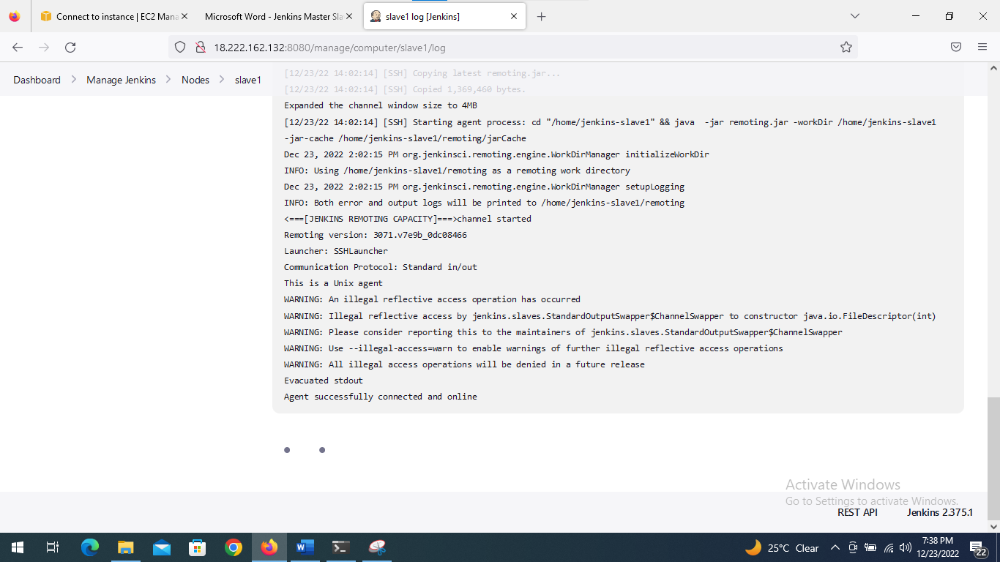 Connect to instance | EC2 Mana
Microsoft Word - Jenkins Master Sla
slave1 log [Jenkins]
18.222.162.132:8080/manage/computer/slave1/log
Dashboard
Manage Jenkins
Nodes
slave1
[12/23/22 14:02:14] [SSH] Copying latest remoting.jar...
[12/23/22 14:02:14] [SSH] Copied 1,369,460 bytes.
Expanded the channel window size to 4MB
[12/23/22 14:02:14] [SSH] Starting agent process: cd "/home/jenkins-slave1" && java  -jar remoting.jar -workDir /home/jenkins-slave1
-jar-cache /home/jenkins-slave1/remoting/jarCache
Dec 23, 2022 2:02:15 PM org.jenkinsci.remoting.engine.WorkDirManager initializeWorkDir
INFO: Using /home/jenkins-slave1/remoting as a remoting work directory
Dec 23, 2022 2:02:15 PM org.jenkinsci.remoting.engine.WorkDirManager setupLogging
INFO: Both error and output logs will be printed to /home/jenkins-slave1/remoting
<===[JENKINS REMOTING CAPACITY]===>channel started
Remoting version: 3071.v7e9b_0dc08466
Launcher: SSHLauncher
Communication Protocol: Standard in/out
This is a Unix agent
WARNING: An illegal reflective access operation has occurred
WARNING: Illegal reflective access by jenkins.slaves.StandardOutputSwapper$ChannelSwapper to constructor java.io.FileDescriptor(int)
WARNING: Please consider reporting this to the maintainers of jenkins.slaves.StandardOutputSwapper$ChannelSwapper
WARNING: Use --illegal-access=warn to enable warnings of further illegal reflective access operations
WARNING: All illegal access operations will be denied in a future release
Evacuated stdout
Agent successfully connected and online
Activate Windows
Go to Settings to activate Windows.
REST API
Jenkins 2.375.1
25°C Clear
7:38 PM
12/23/2022
22